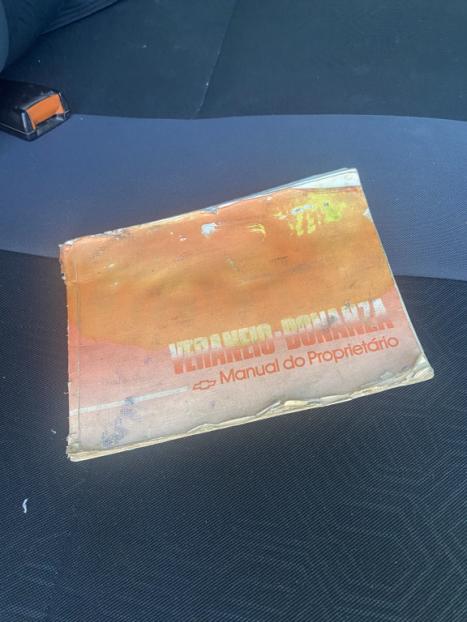 VERANEIO-BONANZA
Manual do Proprietário